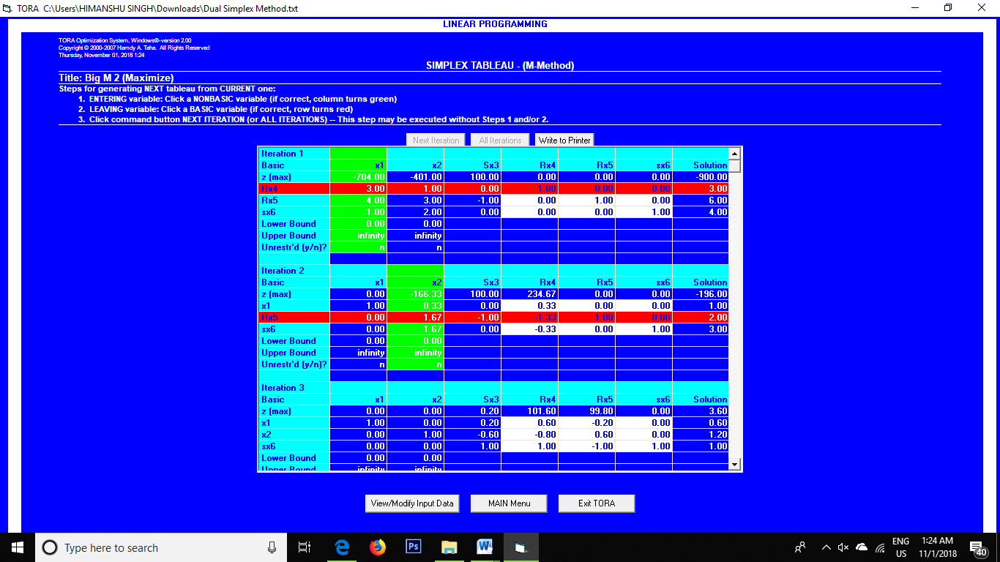 TORA C:\Users\HIMANSHU SINGH\Downloads\Dual Simplex Method.txt
LINEAR PROGRAMMING
TORA Optimization System, Windows®-version 2.00
Copyright © 2000-2007 Hamdy A. Taha. All Rights Reserved
Thursday, November 01, 2018 1:24
SIMPLEX TABLEAU - (M-Method)
Title: Big M 2 (Maximize)
Steps for generating NEXT tableau from CURRENT one:
1. ENTERING variable: Click a NONBASIC variable (if correct, column turns green)
2. LEAVING variable: Click a BASIC variable (if correct, row turns red)
3. Click command button NEXT ITERATION (or ALL ITERATIONS) -- This step may be executed without Steps 1 and/or 2.
Next Iteration All Iterations Write to Printer
Iteration 1
Basic x1 x2 Sx3 Rx4 Rx5 sx6 Solution
z (max) -704.00 -401.00 100.00 0.00 0.00 0.00 -900.00
Rx4 3.00 1.00 0.00 1.00 0.00 0.00 3.00
Rx5 4.00 3.00 -1.00 0.00 1.00 0.00 6.00
sx6 1.00 2.00 0.00 0.00 0.00 1.00 4.00
Lower Bound 0.00 0.00
Upper Bound infinity infinity
Unrestr'd (y/n)? n n
Iteration 2
Basic x1 x2 Sx3 Rx4 Rx5 sx6 Solution
z (max) 0.00 -166.33 100.00 234.67 0.00 0.00 -196.00
x1 1.00 0.33 0.00 0.33 0.00 0.00 1.00
Rx5 0.00 1.67 -1.00 -1.33 1.00 0.00 2.00
sx6 0.00 1.67 0.00 -0.33 0.00 1.00 3.00
Lower Bound 0.00 0.00
Upper Bound infinity infinity
Unrestr'd (y/n)? n n
Iteration 3
Basic x1 x2 Sx3 Rx4 Rx5 sx6 Solution
z (max) 0.00 0.00 0.20 101.60 99.80 0.00 3.60
x1 1.00 0.00 0.20 0.60 -0.20 0.00 0.60
x2 0.00 1.00 -0.60 -0.80 0.60 0.00 1.20
sx6 0.00 0.00 1.00 1.00 -1.00 1.00 1.00
Lower Bound 0.00 0.00
Upper Bound infinity infinity
View/Modify Input Data MAIN Menu Exit TORA
Type here to search
Ps
W
ENG
US
1:24 AM
11/1/2018
40